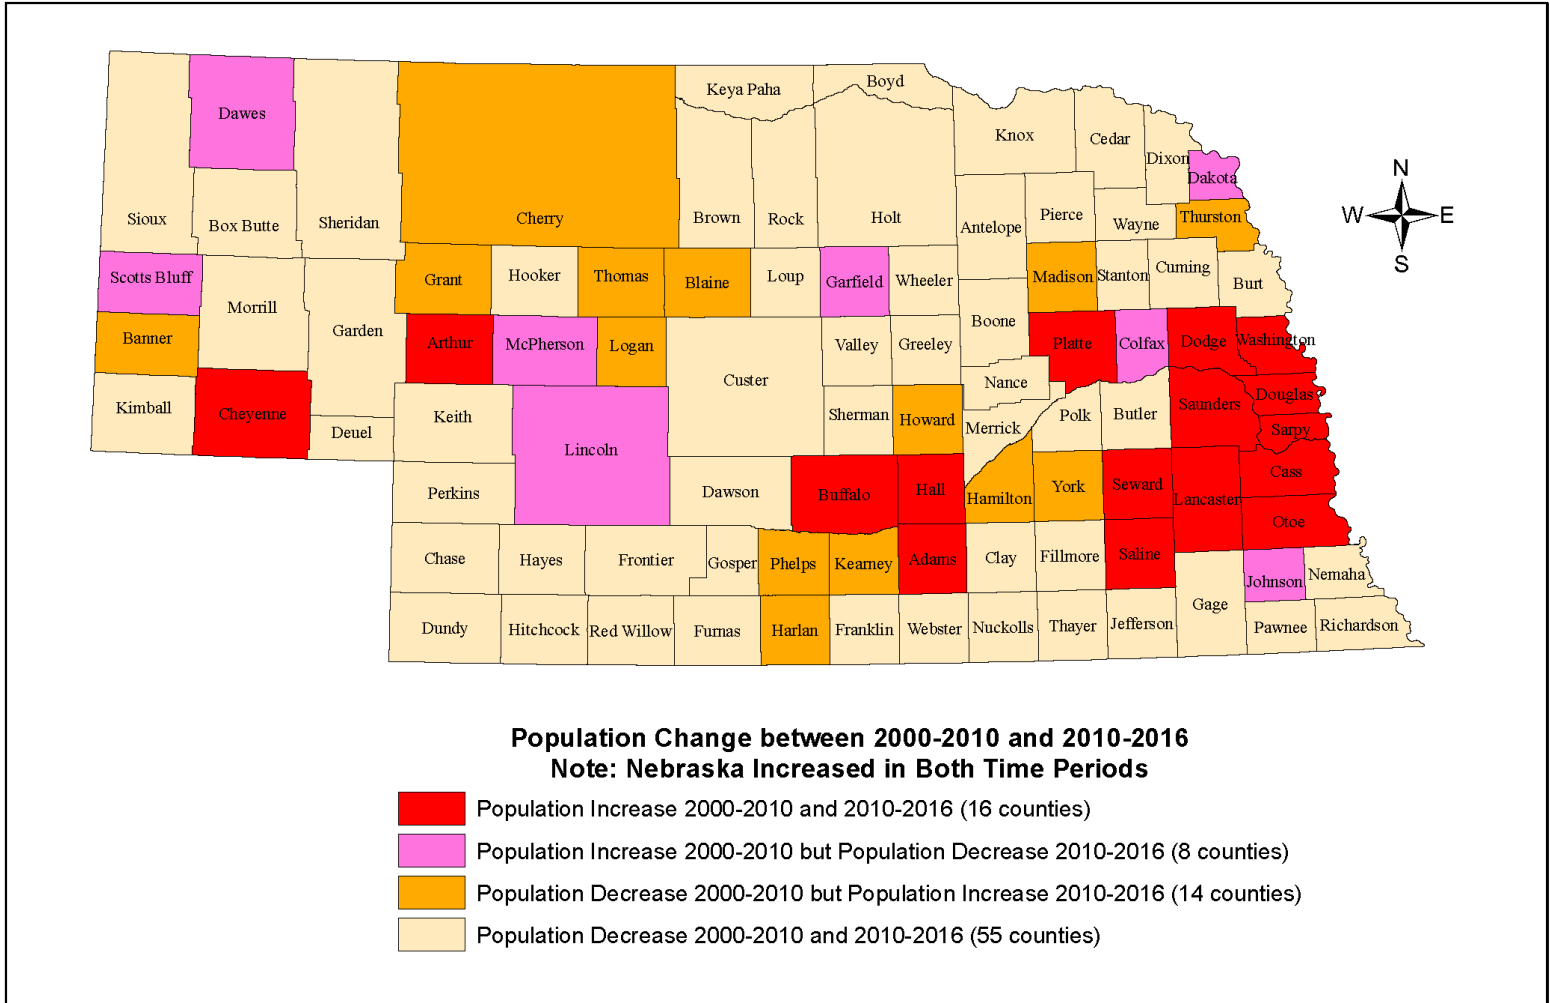 Keya Paha
Boyd
Dawes
Knox
Cedar
Dixon
Dakota
N
Sioux
Box Butte
Sheridan
Cherry
Brown
Rock
Holt
Antelope
Pierce
Wayne
Thurston
W
E
S
Scotts Bluff
Morrill
Grant
Hooker
Thomas
Blaine
Loup
Garfield
Wheeler
Madison
Stanton
Cuming
Burt
Banner
Garden
Arthur
McPherson
Logan
Valley
Greeley
Boone
Platte
Colfax
Dodge
Washington
Kimball
Cheyenne
Deuel
Keith
Lincoln
Custer
Sherman
Howard
Nance
Merrick
Polk
Butler
Saunders
Douglas
Sarpy
Perkins
Dawson
Buffalo
Hall
Hamilton
York
Seward
Lancaster
Cass
Otoe
Chase
Hayes
Frontier
Gosper
Phelps
Kearney
Adams
Clay
Fillmore
Saline
Johnson
Nemaha
Dundy
Hitchcock
Red Willow
Furnas
Harlan
Franklin
Webster
Nuckolls
Thayer
Jefferson
Gage
Pawnee
Richardson
Population Change between 2000-2010 and 2010-2016
Note: Nebraska Increased in Both Time Periods
Population Increase 2000-2010 and 2010-2016 (16 counties)
Population Increase 2000-2010 but Population Decrease 2010-2016 (8 counties)
Population Decrease 2000-2010 but Population Increase 2010-2016 (14 counties)
Population Decrease 2000-2010 and 2010-2016 (55 counties)